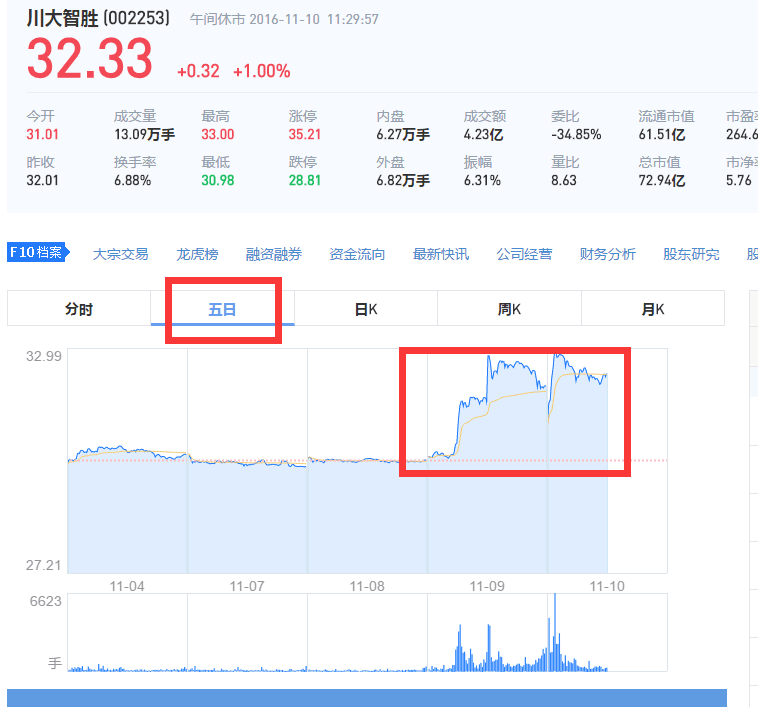 川大智胜 (002253) 午间休市 2016-11-10 11:29:57
32.33 +0.32 +1.00%
今开 成交量 最高 涨停 内盘 成交额 委比 流通市值 市盈率
31.01 13.09万手 33.00 35.21 6.27万手 4.23亿 -34.85% 61.51亿 264.6
昨收 换手率 最低 跌停 外盘 振幅 量比 总市值 市净率
32.01 6.88% 30.98 28.81 6.82万手 6.31% 8.63 72.94亿 5.76
F10档案 大宗交易 龙虎榜 融资融券 资金流向 最新快讯 公司经营 财务分析 股东研究 股
分时 五日 日K 周K 月K
32.99
27.21
11-04 11-07 11-08 11-09 11-10
6623
手